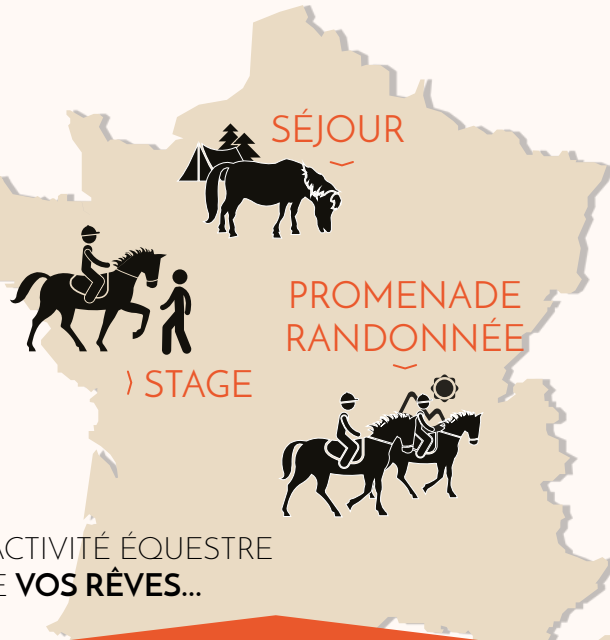 SÉJOUR
PROMENADE
RANDONNÉE
STAGE
ACTIVITÉ ÉQUESTRE
VOS RÊVES...